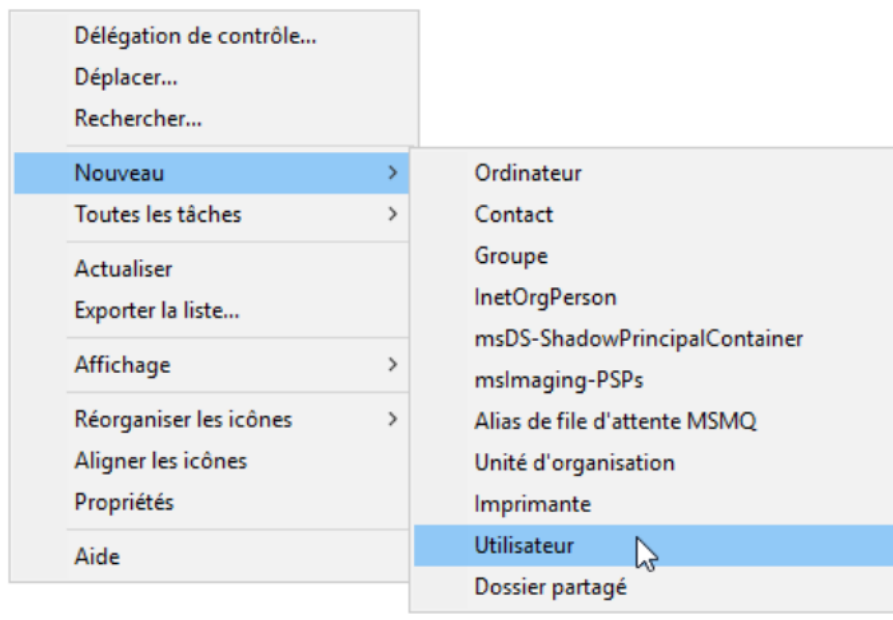 Délégation de contrôle...
Déplacer...
Rechercher...
Nouveau
Toutes les tâches
Actualiser
Exporter la liste...
Affichage
Réorganiser les icônes
Aligner les icônes
Propriétés
Aide
Ordinateur
Contact
Groupe
InetOrgPerson
msDS-ShadowPrincipalContainer
msImaging-PSPs
Alias de file d'attente MSMQ
Unité d'organisation
Imprimante
Utilisateur
Dossier partagé